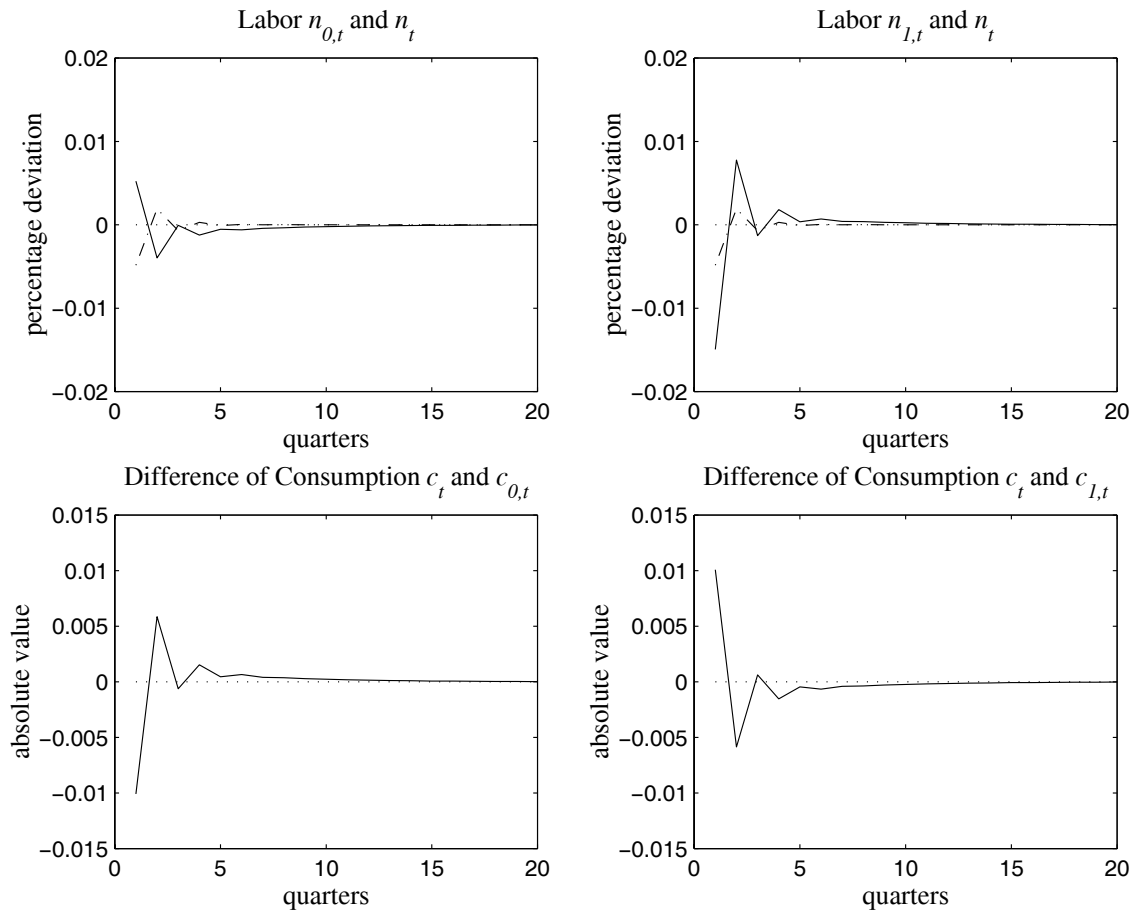 Labor n0,t and nt
0.02
0.01
0
−0.01
−0.02
percentage deviation
0 5 10 15 20
quarters
Labor n1,t and nt
0.02
0.01
0
−0.01
−0.02
percentage deviation
0 5 10 15 20
quarters
Difference of Consumption ct and c0,t
0.015
0.01
0.005
0
−0.005
−0.01
−0.015
absolute value
0 5 10 15 20
quarters
Difference of Consumption ct and c1,t
0.015
0.01
0.005
0
−0.005
−0.01
−0.015
absolute value
0 5 10 15 20
quarters